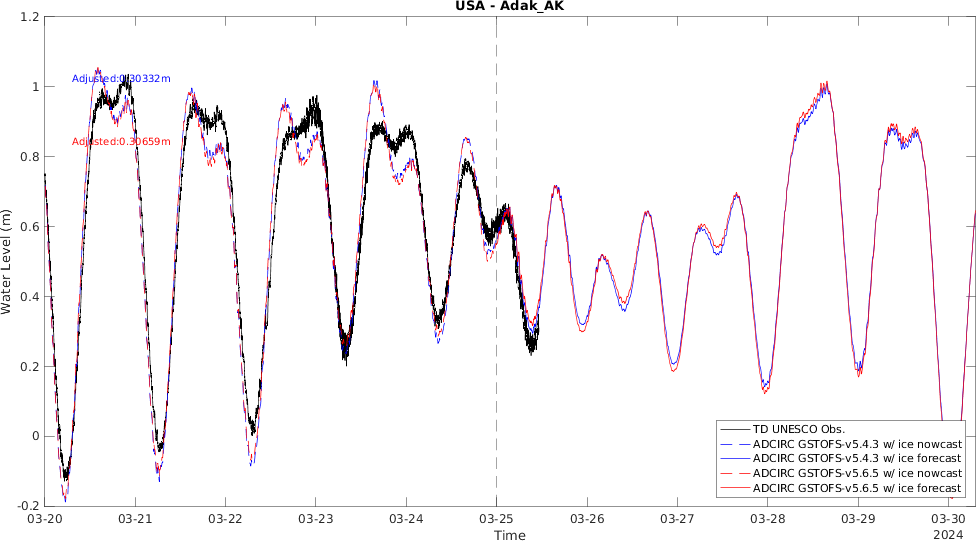 USA - Adak_AK
1.2
1
0.8
0.6
0.4
0.2
0
-0.2
Water Level (m)
Adjusted:0.30332m
Adjusted:0.30659m
TD UNESCO Obs.
ADCIRC GSTOFS-v5.4.3 w/ ice nowcast
ADCIRC GSTOFS-v5.4.3 w/ ice forecast
ADCIRC GSTOFS-v5.6.5 w/ ice nowcast
ADCIRC GSTOFS-v5.6.5 w/ ice forecast
03-20 03-21 03-22 03-23 03-24 03-25 03-26 03-27 03-28 03-29 03-30
Time
2024